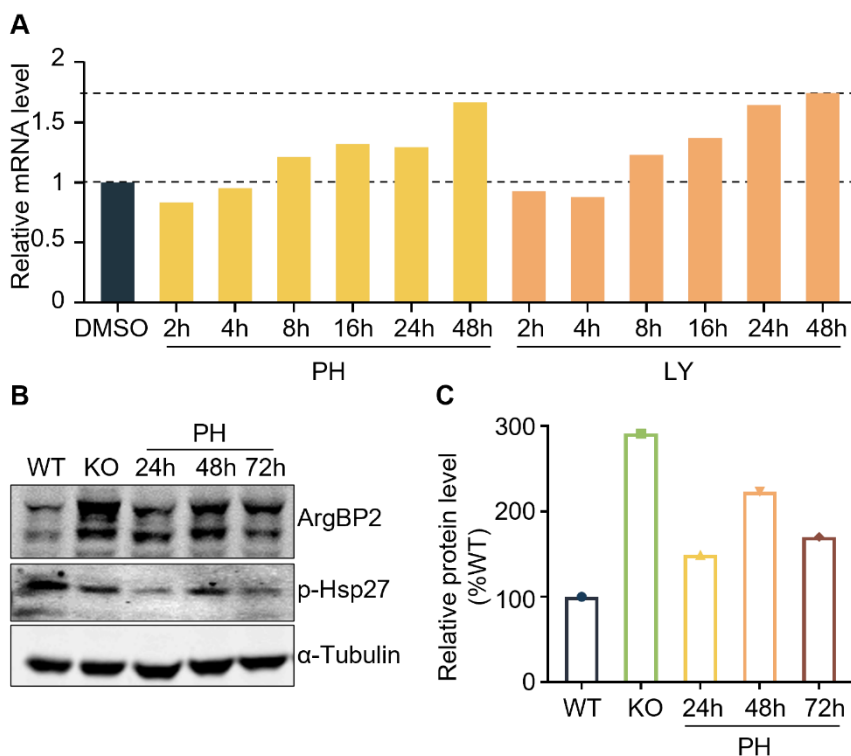 A
Relative mRNA level
2
1.5
1
0.5
0
DMSO 2h 4h 8h 16h 24h 48h 2h 4h 8h 16h 24h 48h
PH LY
B
PH
WT KO 24h 48h 72h
ArgBP2
p-Hsp27
α-Tubulin
C
Relative protein level
(%WT)
300
200
100
0
WT KO 24h 48h 72h
PH